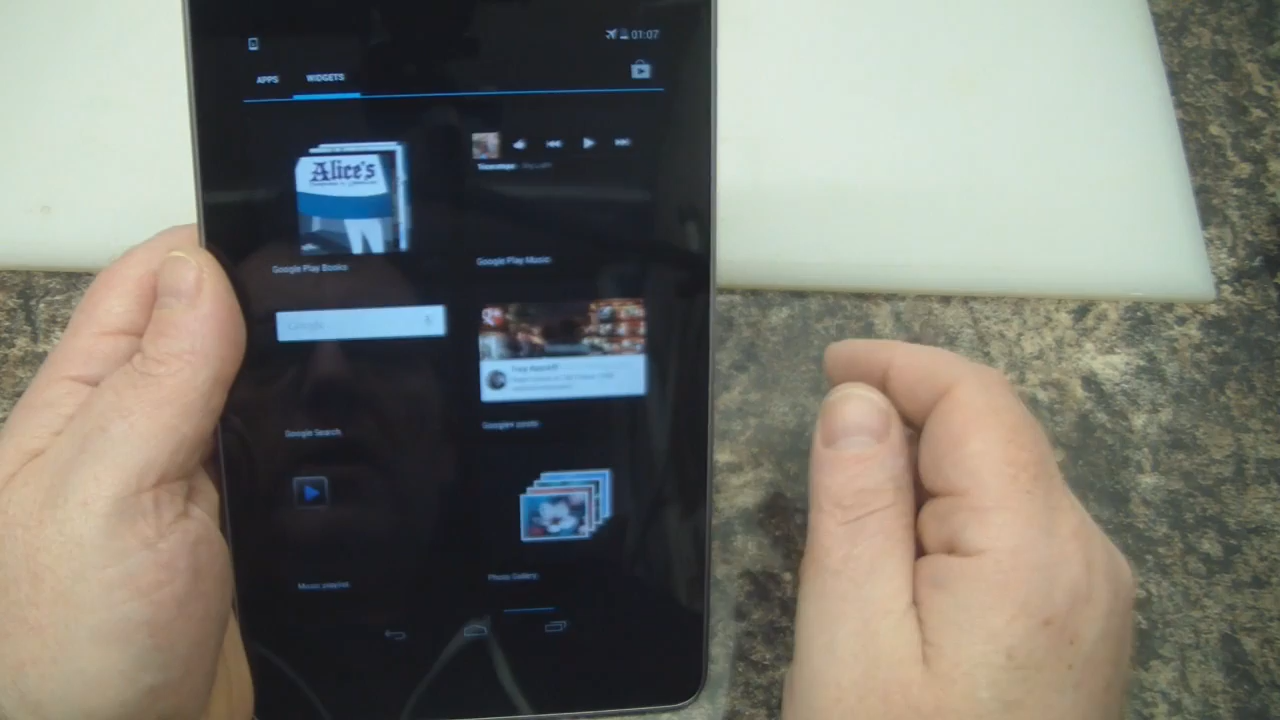 01:07
APPS WIDGETS
Alice's
Google Play Books
Google Play Music
Google
Google Search
Google+ posts
Music playlist
Photo Gallery